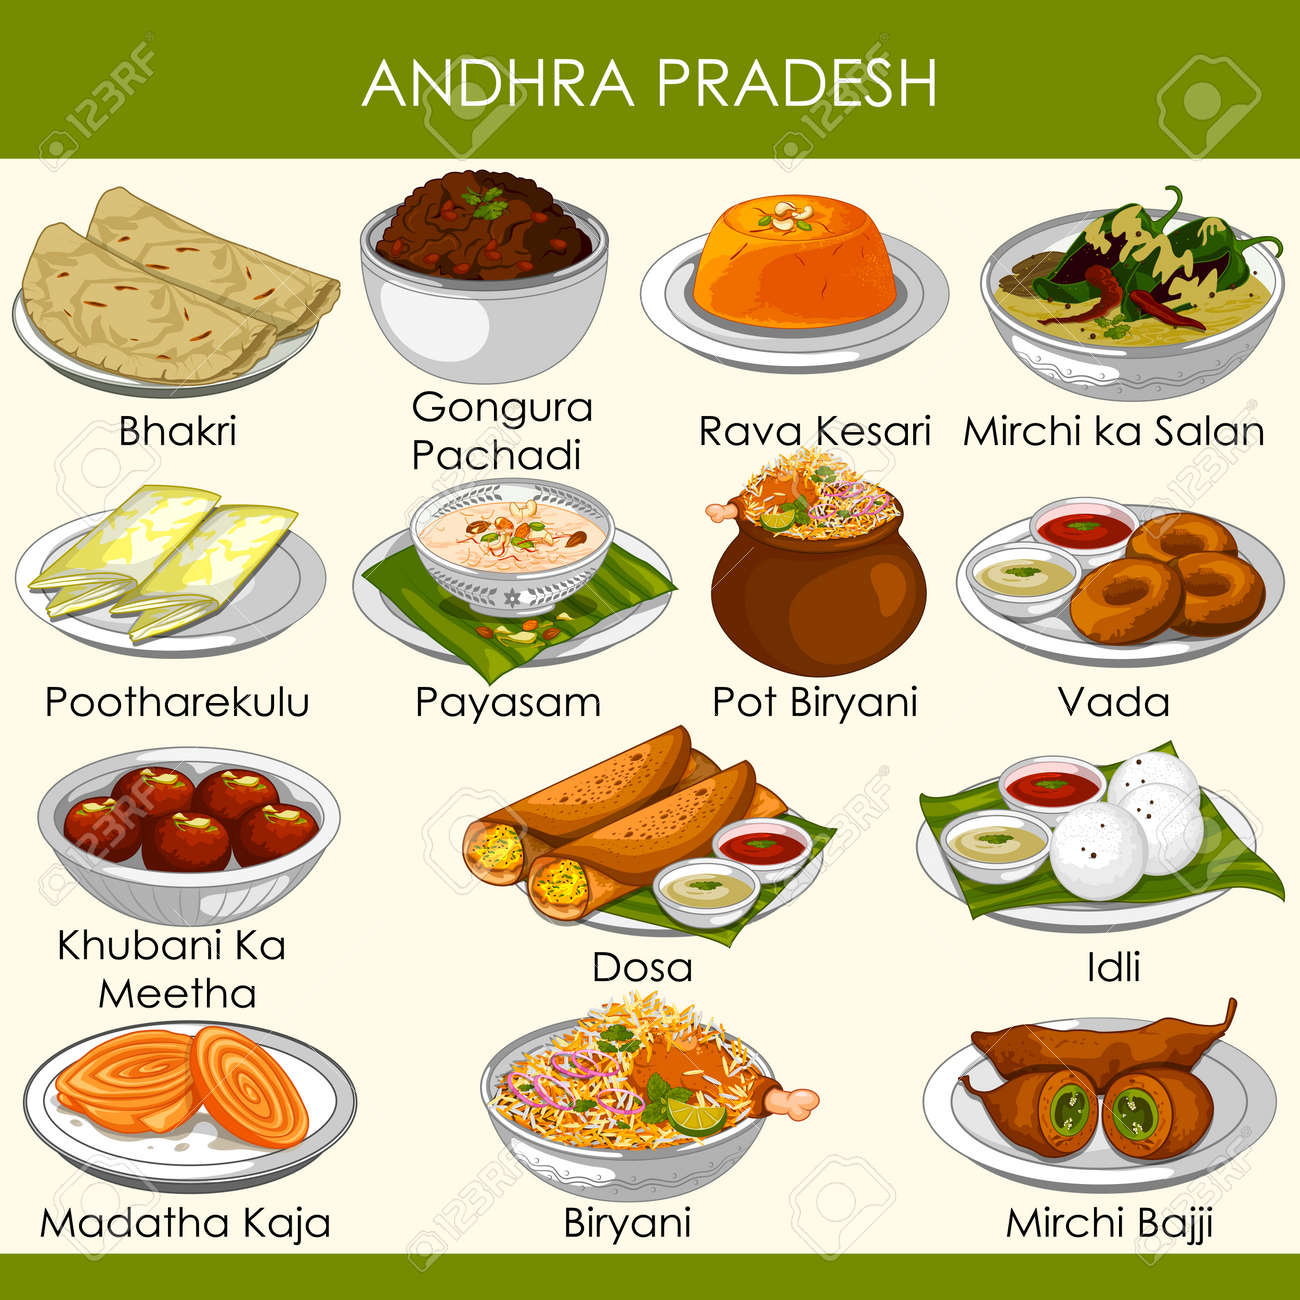 ANDHRA PRADESH
Bhakri
Gongura
Pachadi
Rava Kesari
Mirchi ka Salan
Pootharekulu
Payasam
Pot Biryani
Vada
Khubani Ka
Meetha
Dosa
Idli
Madatha Kaja
Biryani
Mirchi Bajji
123RF